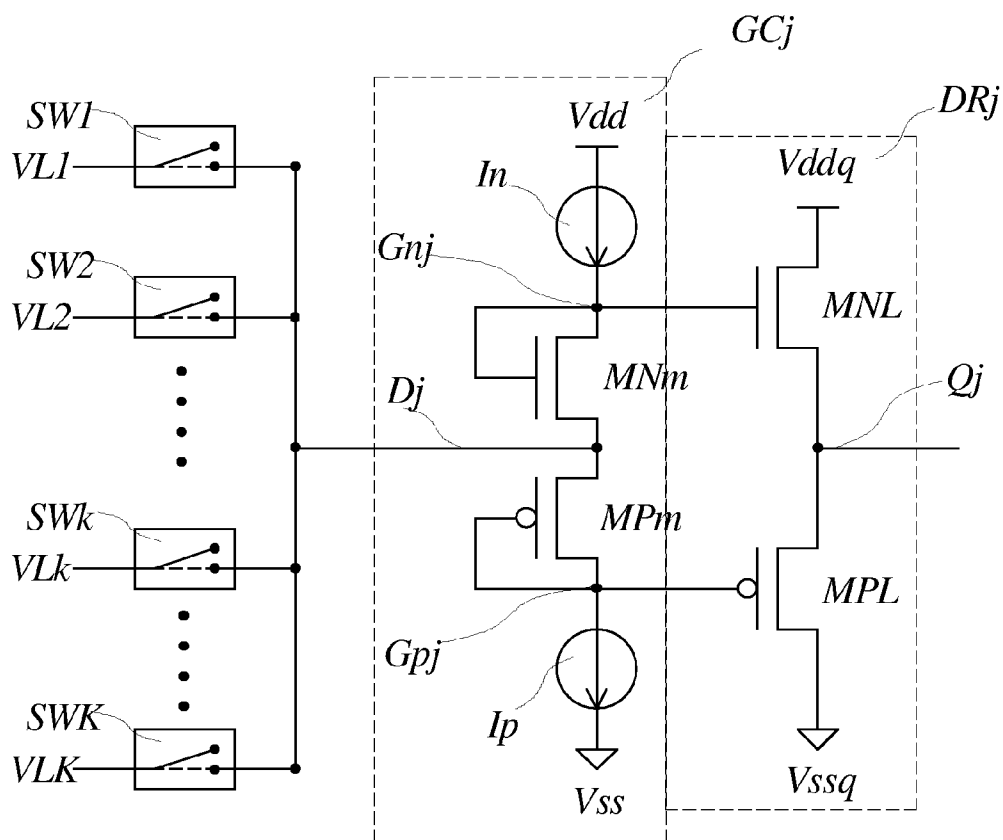 GCj
DRj
SW1
VL1
Vdd
Vddq
In
Gnj
SW2
VL2
MNL
MNm
Dj
Qj
SWk
VLk
MPm
MPL
Gpj
Ip
SWK
VLK
Vss
Vssq